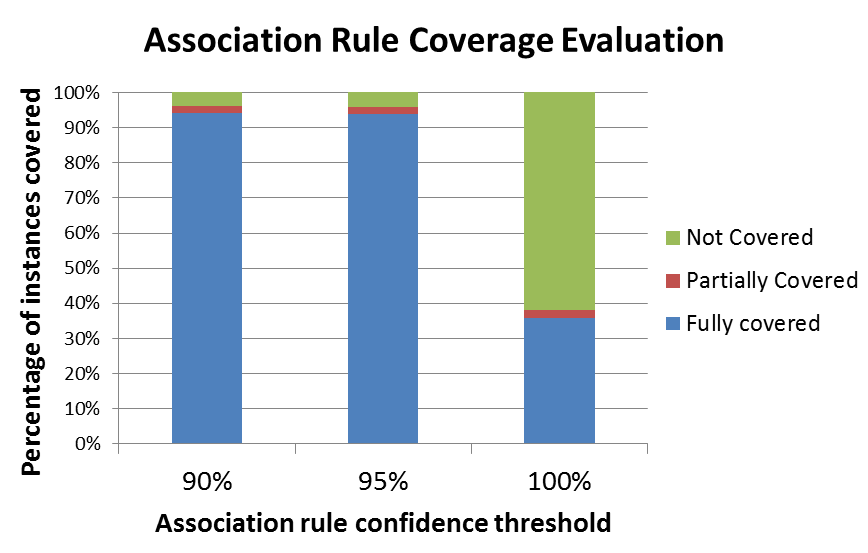 Association Rule Coverage Evaluation
Percentage of instances covered
100%
90%
80%
70%
60%
50%
40%
30%
20%
10%
0%
90%
95%
100%
Association rule confidence threshold
Not Covered
Partially Covered
Fully covered